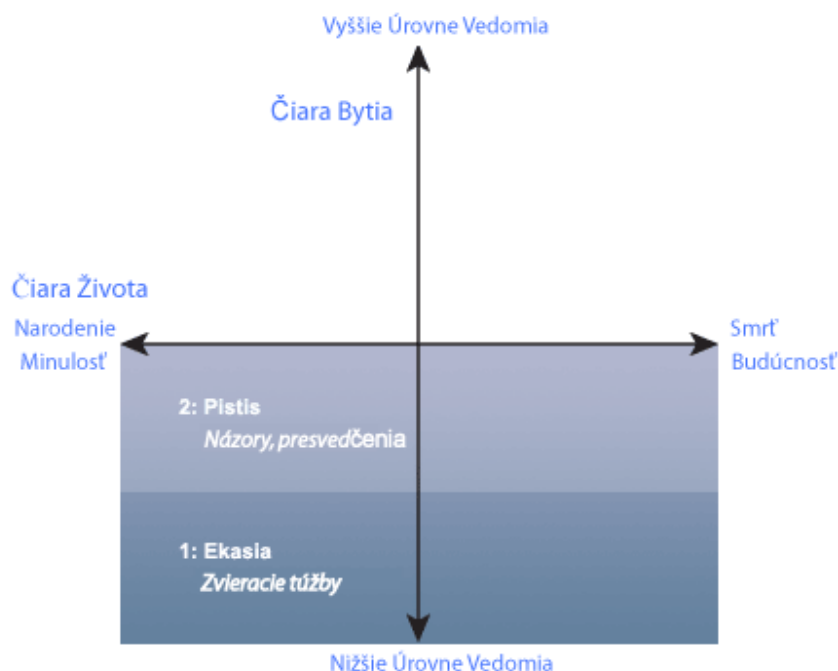 Vyššie Úrovne Vedomia
Čiara Bytia
Čiara Života
Narodenie
Minulosť
Smrť
Budúcnosť
2: Pistis
Názory, presvedčenia
1: Ekasia
Zvieracie túžby
Nižšie Úrovne Vedomia